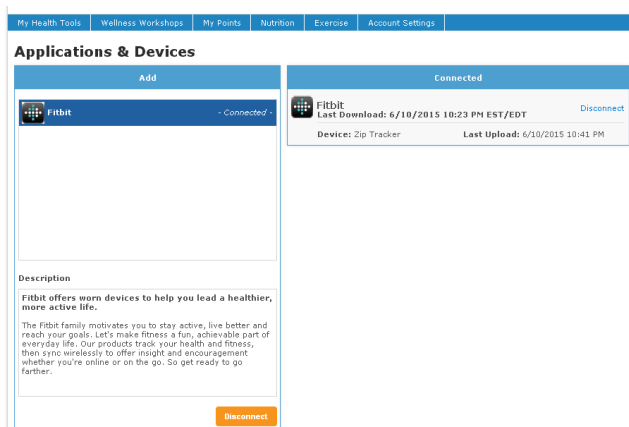 My Health Tools Wellness Workshops My Points Nutrition Exercise Account Settings
Applications & Devices
Add
Fitbit - Connected -
Description
Fitbit offers worn devices to help you lead a healthier,
more active life.
The Fitbit family motivates you to stay active, live better and
reach your goals. Let's make fitness a fun, achievable part of
everyday life. Our products track your health and fitness,
then sync wirelessly to offer insight and encouragement
whether you're online or on the go. So get ready to go
farther.
Disconnect
Connected
Fitbit
Last Download: 6/10/2015 10:23 PM EST/EDT
Disconnect
Device: Zip Tracker Last Upload: 6/10/2015 10:41 PM